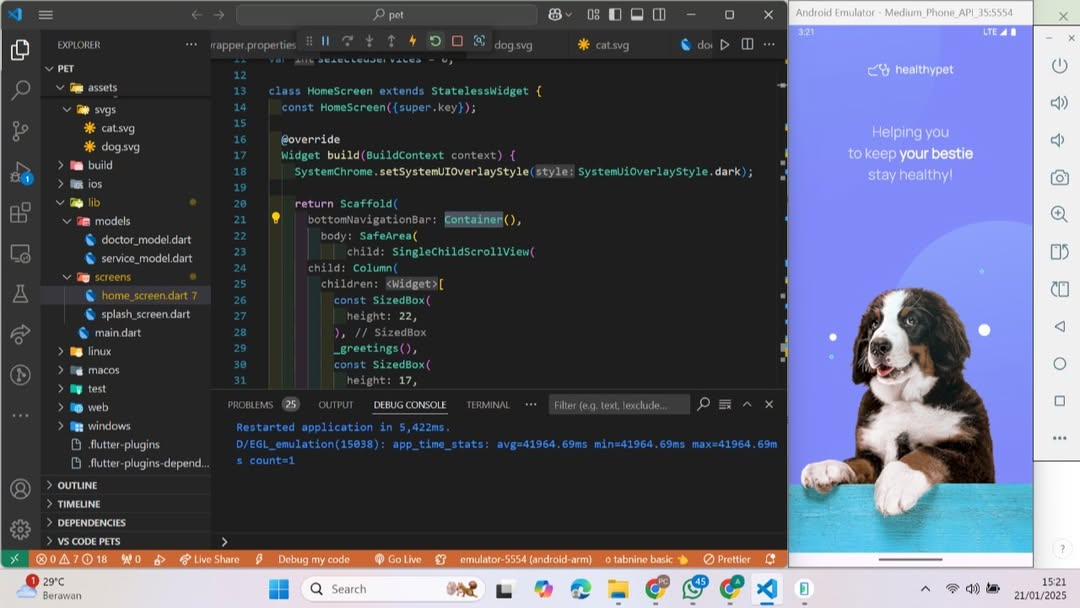 pet
Android Emulator - Medium_Phone_API_35:5554
EXPLORER
rapper.properties
dog.svg
cat.svg
PET
assets
svgs
cat.svg
dog.svg
build
ios
lib
models
doctor_model.dart
service_model.dart
screens
home_screen.dart 7
splash_screen.dart
main.dart
linux
macos
test
web
windows
.flutter-plugins
.flutter-plugins-depend...
OUTLINE
TIMELINE
DEPENDENCIES
VS CODE PETS
1
12
13 class HomeScreen extends StatelessWidget {
14 const HomeScreen({super.key});
15
16 @override
17 Widget build(BuildContext context) {
18 SystemChrome.setSystemUIOverlayStyle(style: SystemUiOverlayStyle.dark);
19
20 return Scaffold(
21 bottomNavigationBar: Container(),
22 body: SafeArea(
23 child: SingleChildScrollView(
24 child: Column(
25 children: <Widget>[
26 const SizedBox(
27 height: 22,
28 ), // SizedBox
29 _greetings(),
30 const SizedBox(
31 height: 17,
PROBLEMS 25 OUTPUT DEBUG CONSOLE TERMINAL ... Filter (e.g. text, !exclude...
Restarted application in 5,422ms.
D/EGL_emulation(15038): app_time_stats: avg=41964.69ms min=41964.69ms max=41964.69m
s count=1
3:21 LTE
healthypet
Helping you
to keep your bestie
stay healthy!
0 7 18 0 Live Share Debug my code Go Live emulator-5554 (android-arm) tabnine basic Prettier
1
29°C
Berawan
Search
PC
45
A
15:21
21/01/2025